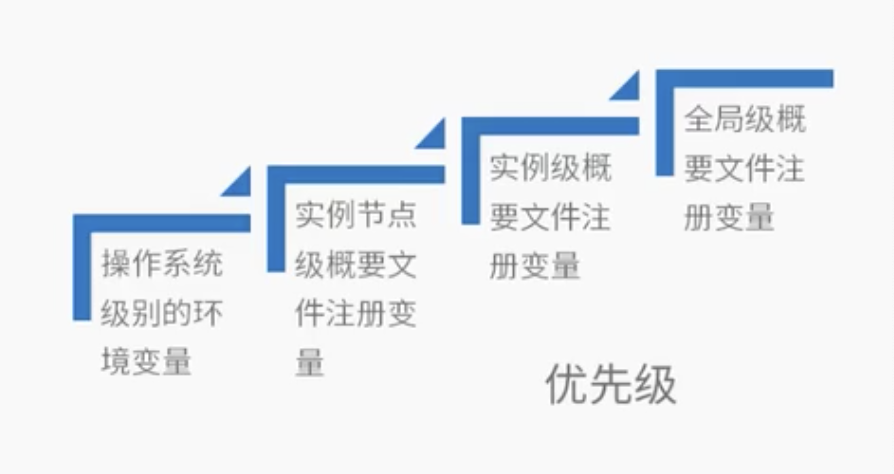 操作系统
级别的环
境变量
实例节点
级概要文
件注册变
量
实例级概
要文件注
册变量
全局级概
要文件注
册变量
优先级